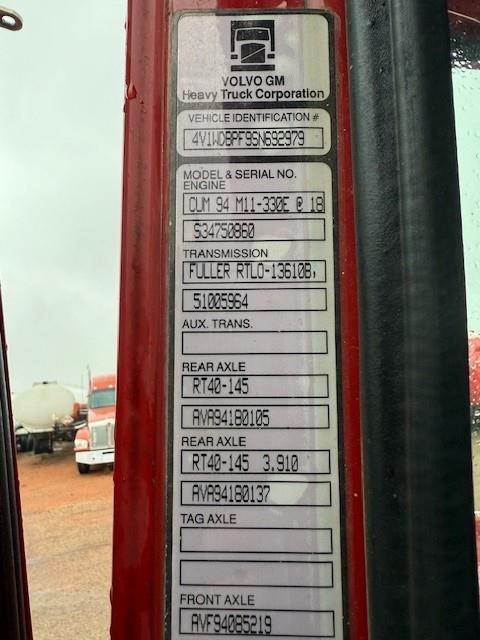 VOLVO GM
Heavy Truck Corporation
VEHICLE IDENTIFICATION #
4V1WDBPF9SN692979
MODEL & SERIAL NO.
ENGINE
CUM 94 M11-330E @ 18
S34750860
TRANSMISSION
FULLER RTLO-13610B,
51005964
AUX. TRANS.
REAR AXLE
RT40-145
AVA94180105
REAR AXLE
RT40-145 3.910
AVA94180137
TAG AXLE
FRONT AXLE
AVF94085219